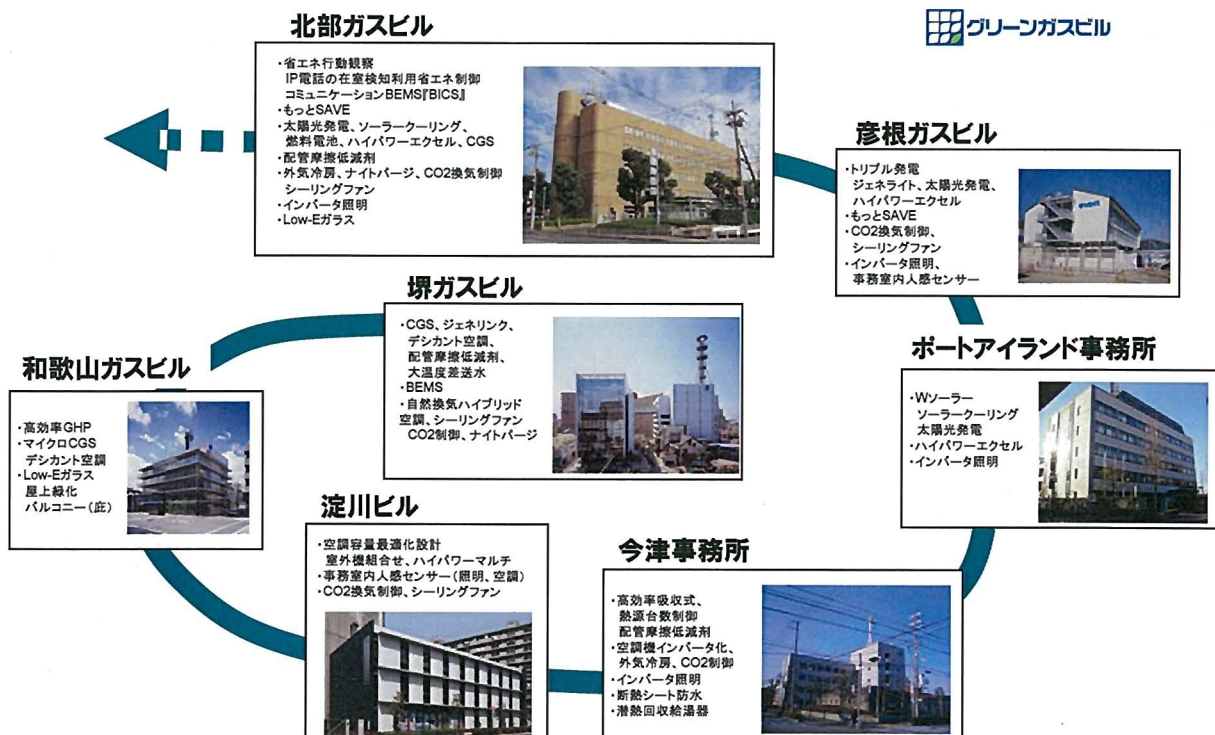 北部ガスビル
グリーンガスビル
・省エネ行動観察
IP電話の在室検知利用省エネ制御
コミュニケーションBEMS『BICS』
・もっとSAVE
・太陽光発電、ソーラークーリング、
燃料電池、ハイパワーエクセル、CGS
・配管摩擦低減剤
・外気冷房、ナイトパージ、CO2換気制御
シーリングファン
・インバータ照明
・Low-Eガラス
彦根ガスビル
・トリプル発電
ジェネライト、太陽光発電、
ハイパワーエクセル
・もっとSAVE
・CO2換気制御、
シーリングファン
・インバータ照明、
事務室内人感センサー
堺ガスビル
・CGS、ジェネリンク、
デシカント空調、
配管摩擦低減剤、
大温度差送水
・BEMS
・自然換気ハイブリッド
空調、シーリングファン
CO2制御、ナイトパージ
ポートアイランド事務所
・Wソーラー
ソーラークーリング
太陽光発電
・ハイパワーエクセル
・インバータ照明
和歌山ガスビル
・高効率GHP
・マイクロCGS
デシカント空調
・Low-Eガラス
屋上緑化
バルコニー(庇)
淀川ビル
・空調容量最適化設計
室外機組合せ、ハイパワーマルチ
・事務室内人感センサー(照明、空調)
・CO2換気制御、シーリングファン
今津事務所
・高効率吸収式、
熱源台数制御
配管摩擦低減剤
・空調機インバータ化、
外気冷房、CO2制御
・インバータ照明
・断熱シート防水
・潜熱回収給湯器